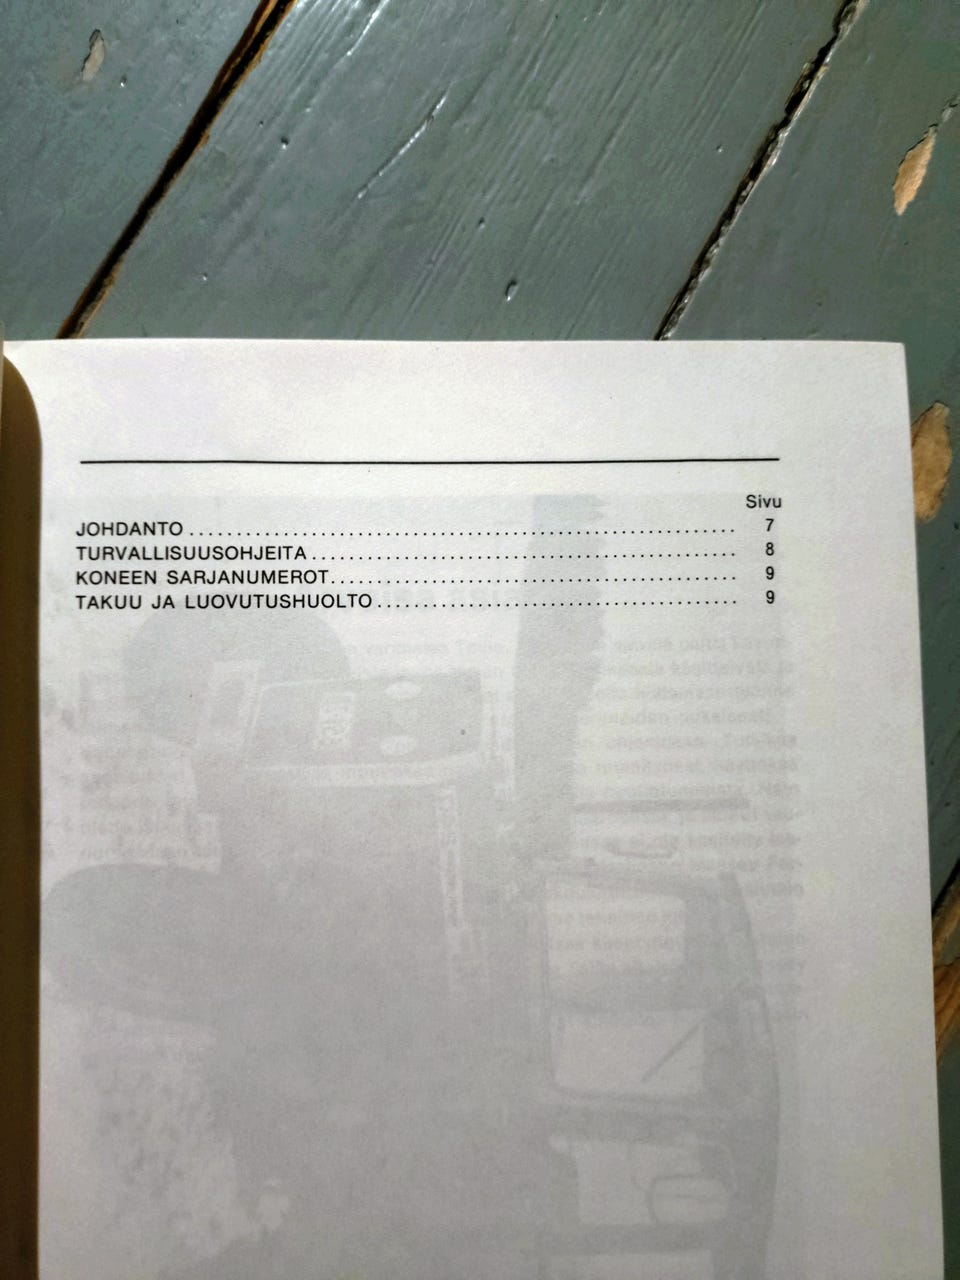 Sivu
JOHDANTO ........................................................ 7
TURVALLISUUSOHJEITA ........................................... 8
KONEEN SARJANUMEROT......................................... 9
TAKUU JA LUOVUTUSHUOLTO .................................... 9